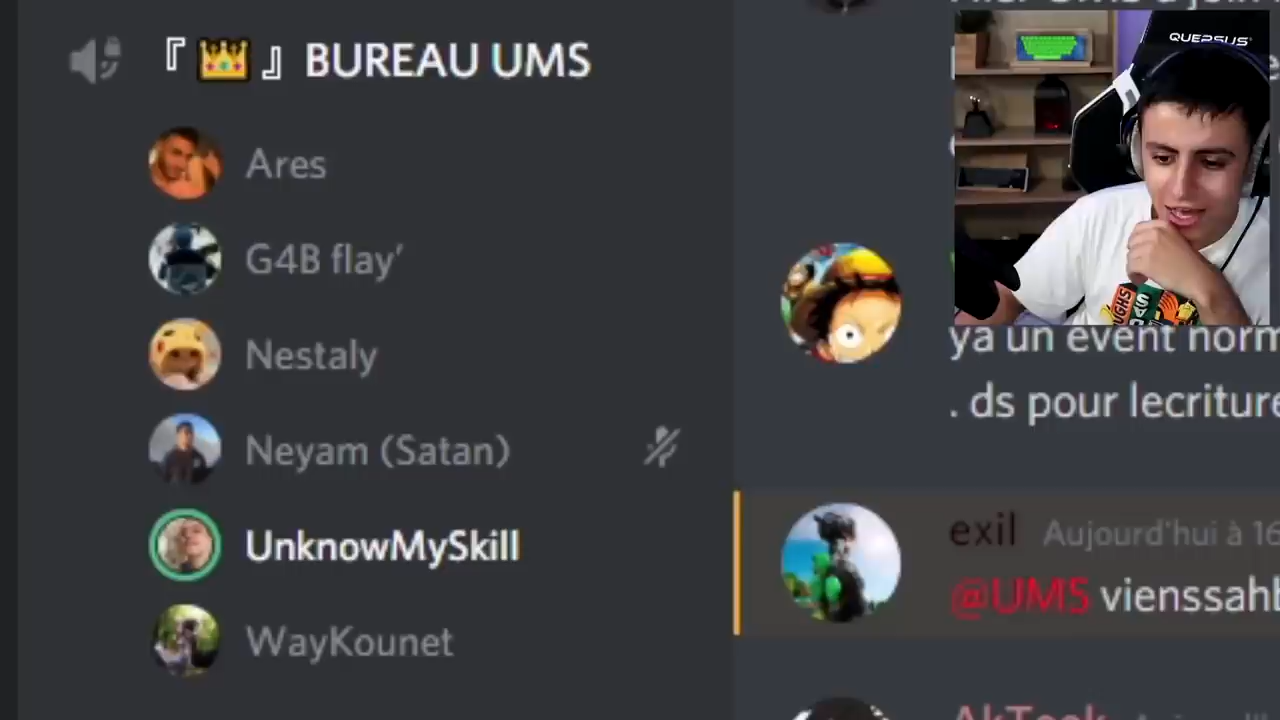 『👑』BUREAU UMS
Ares
G4B flay’
Nestaly
Neyam (Satan)
UnknowMySkill
WayKounet
QUERSUS
ya un event norm
. ds pour lecriture
exil Aujourd'hui à 16
@UMS vienssahb